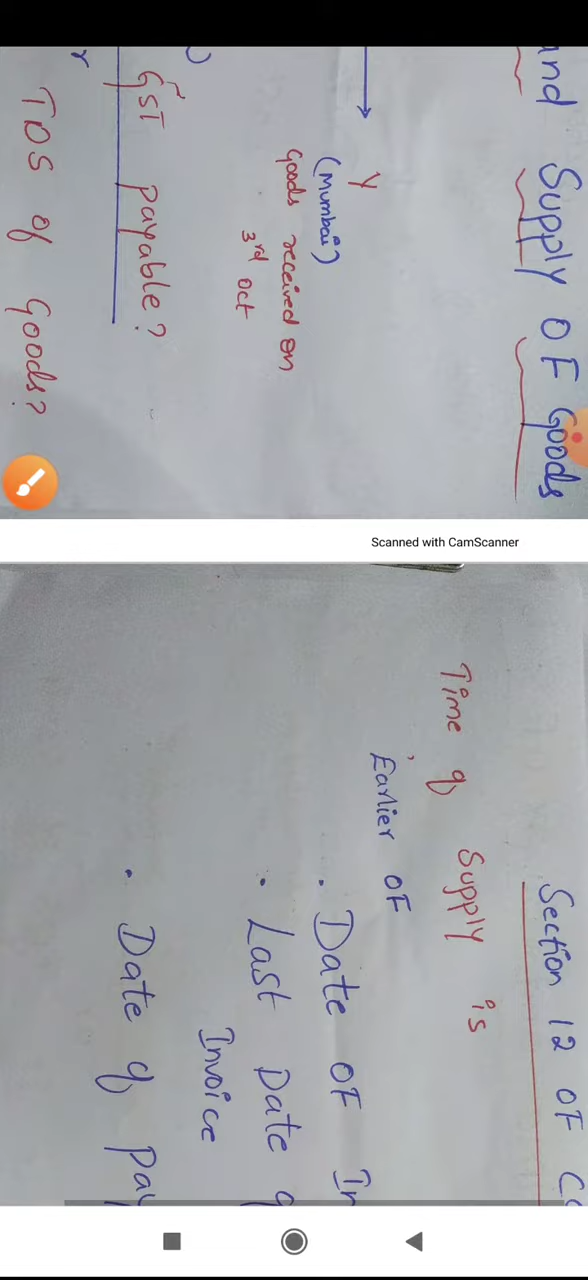 and Supply OF Goods
Y
(Mumbai)
Goods received on
3rd Oct
GST payable?
TOS of Goods?
Scanned with CamScanner
Section 12 OF
Time of Supply is
Earlier OF
. Date OF
. Last Date
Invoice
. Date of